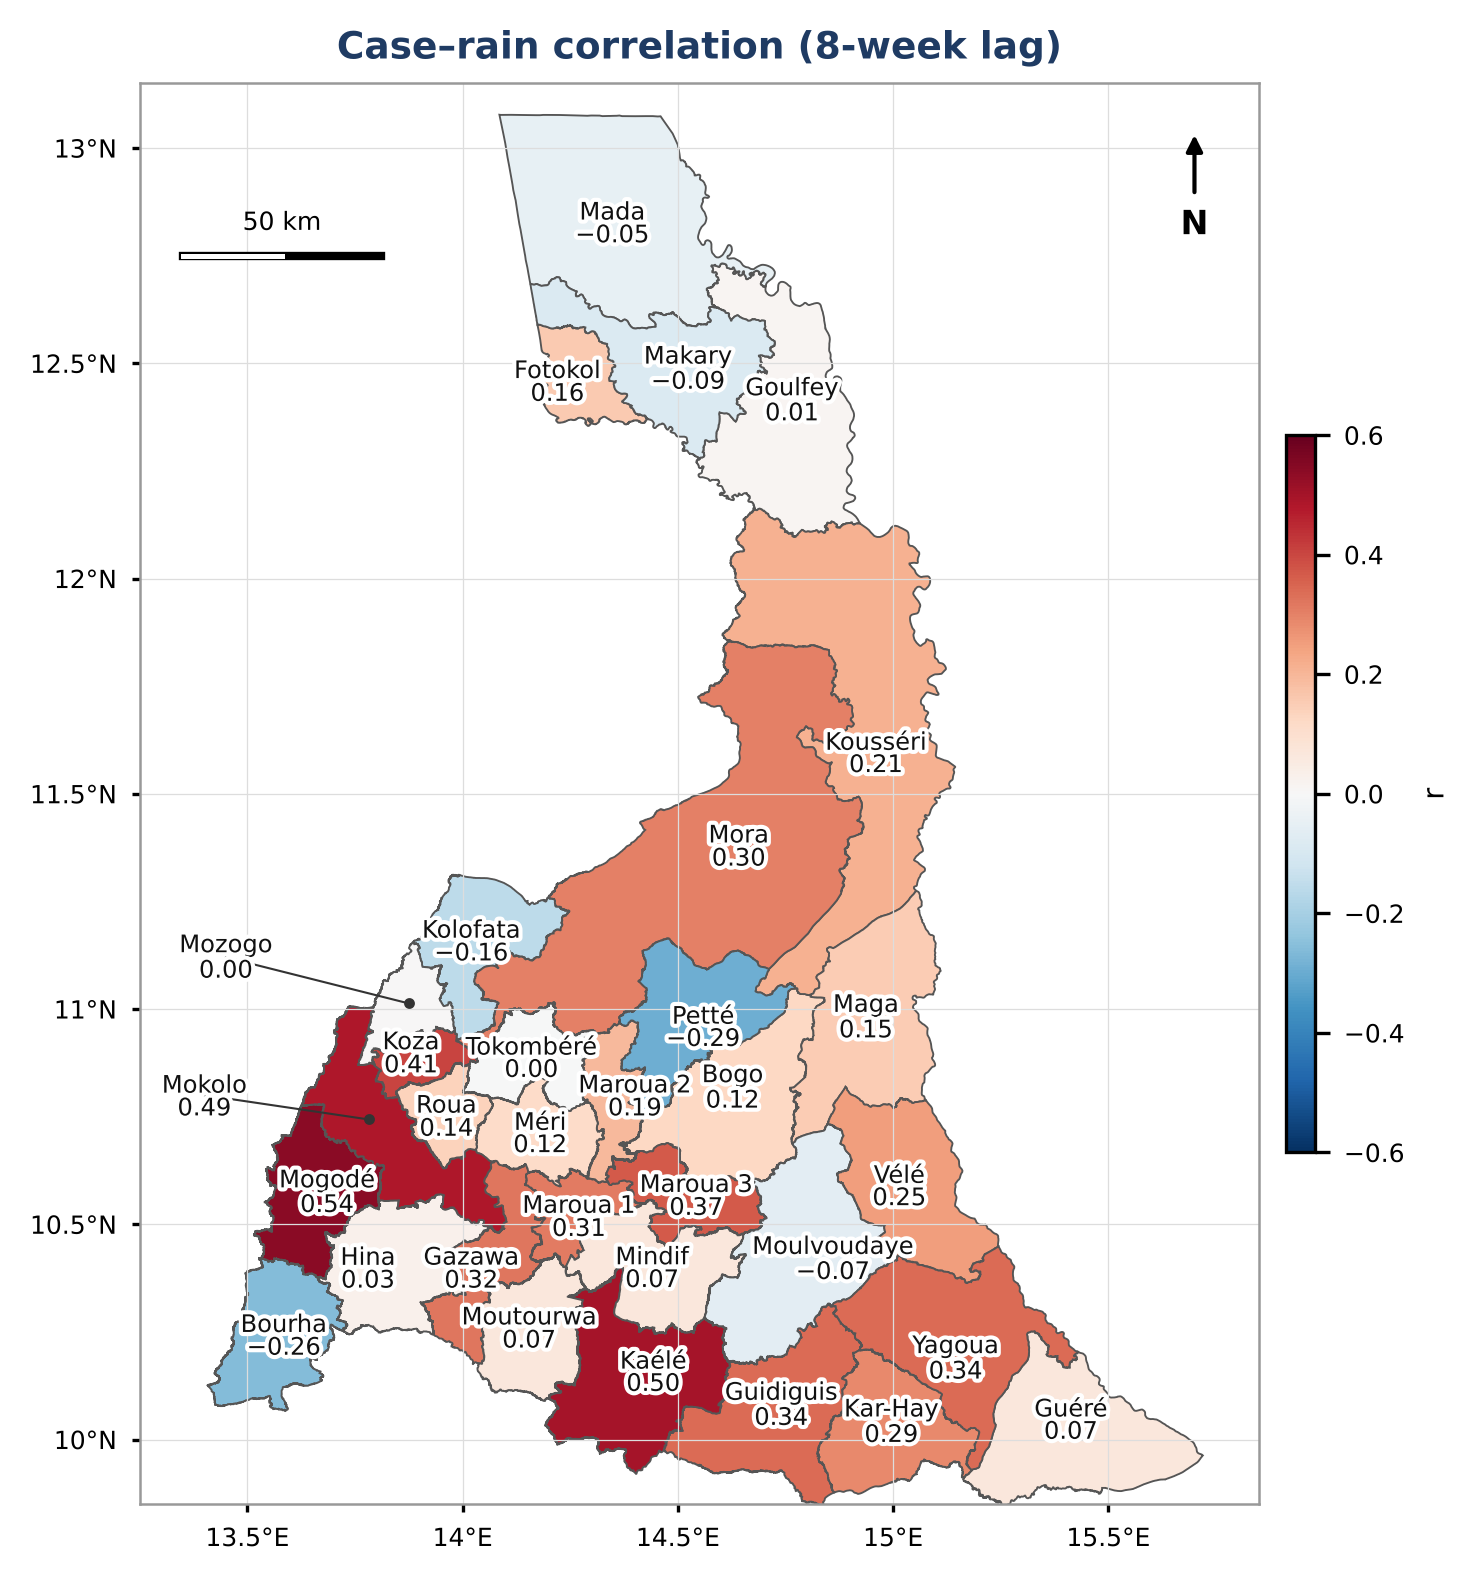 Case–rain correlation (8-week lag)
13°N
12.5°N
12°N
11.5°N
11°N
10.5°N
10°N
50 km
N
Mada
−0.05
Makary
−0.09
Fotokol
0.16
Goulfey
0.01
Kousséri
0.21
Mora
0.30
Kolofata
−0.16
Mozogo
0.00
Maga
0.15
Petté
−0.29
Koza
0.41
Tokombéré
0.00
Mokolo
0.49
Maroua 2
0.19
Bogo
0.12
Roua
0.14
Méri
0.12
Mogodé
0.54
Maroua 3
0.37
Vélé
0.25
Maroua 1
0.31
Hina
0.03
Gazawa
0.32
Mindif
0.07
Moulvoudaye
−0.07
Bourha
−0.26
Moutourwa
0.07
Kaélé
0.50
Yagoua
0.34
Guidiguis
0.34
Kar-Hay
0.29
Guéré
0.07
13.5°E
14°E
14.5°E
15°E
15.5°E
0.6
0.4
0.2
0.0
−0.2
−0.4
−0.6
r